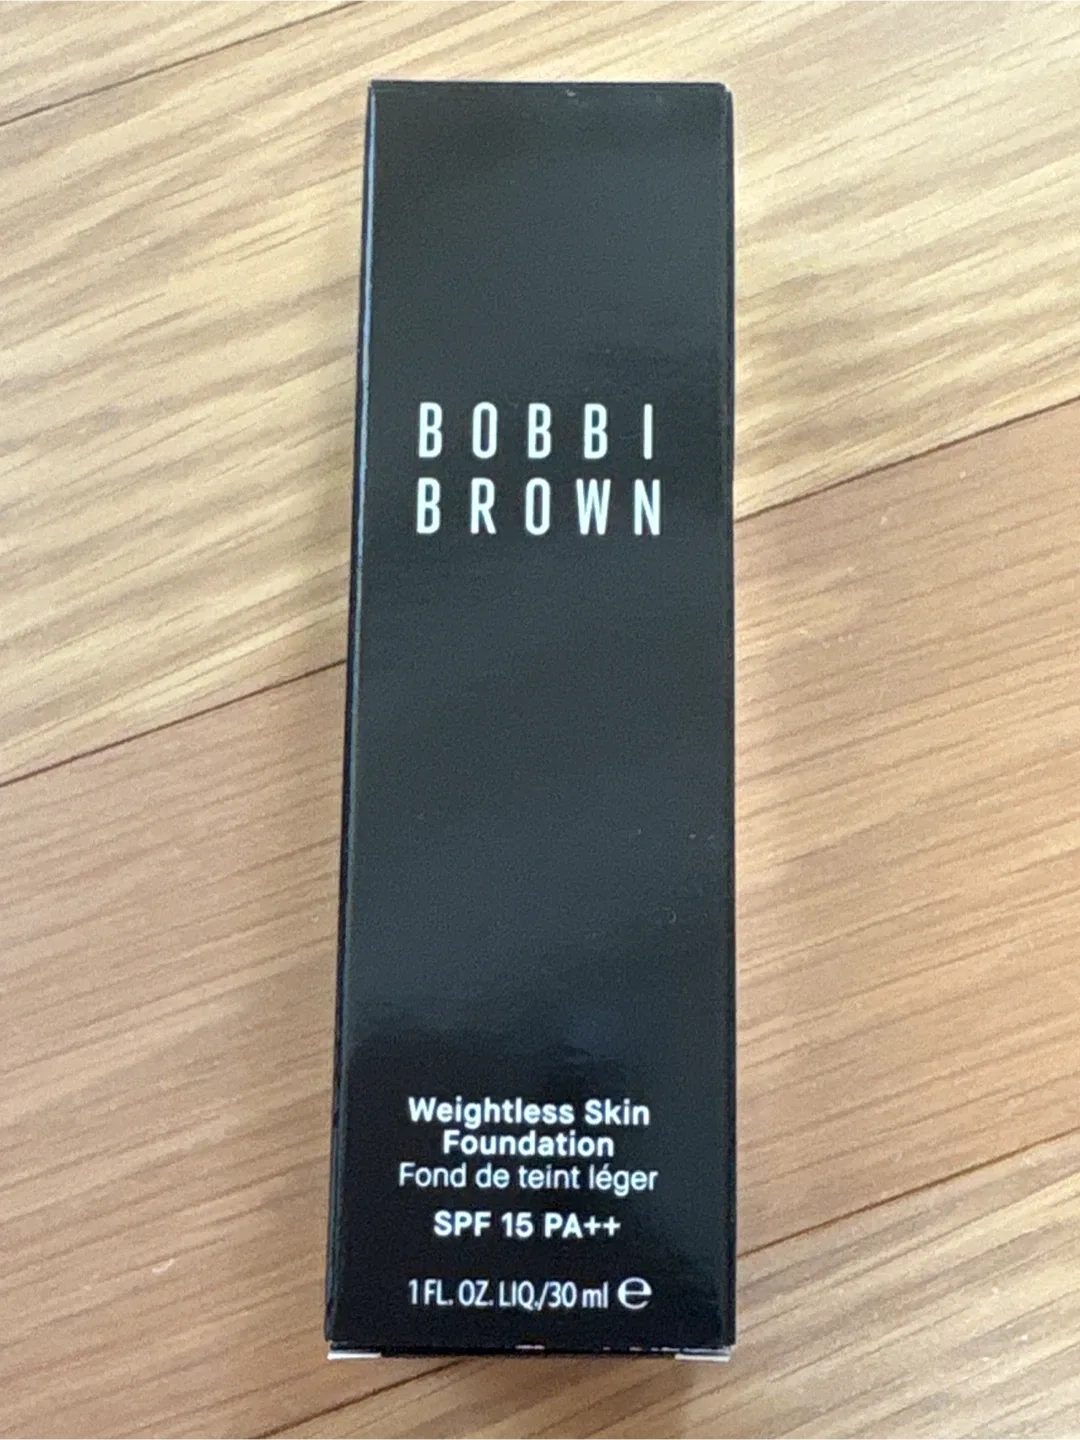 BOBBI
BROWN
Weightless Skin
Foundation
Fond de teint léger
SPF 15 PA++
1 FL. OZ. LIQ./30 ml ℮